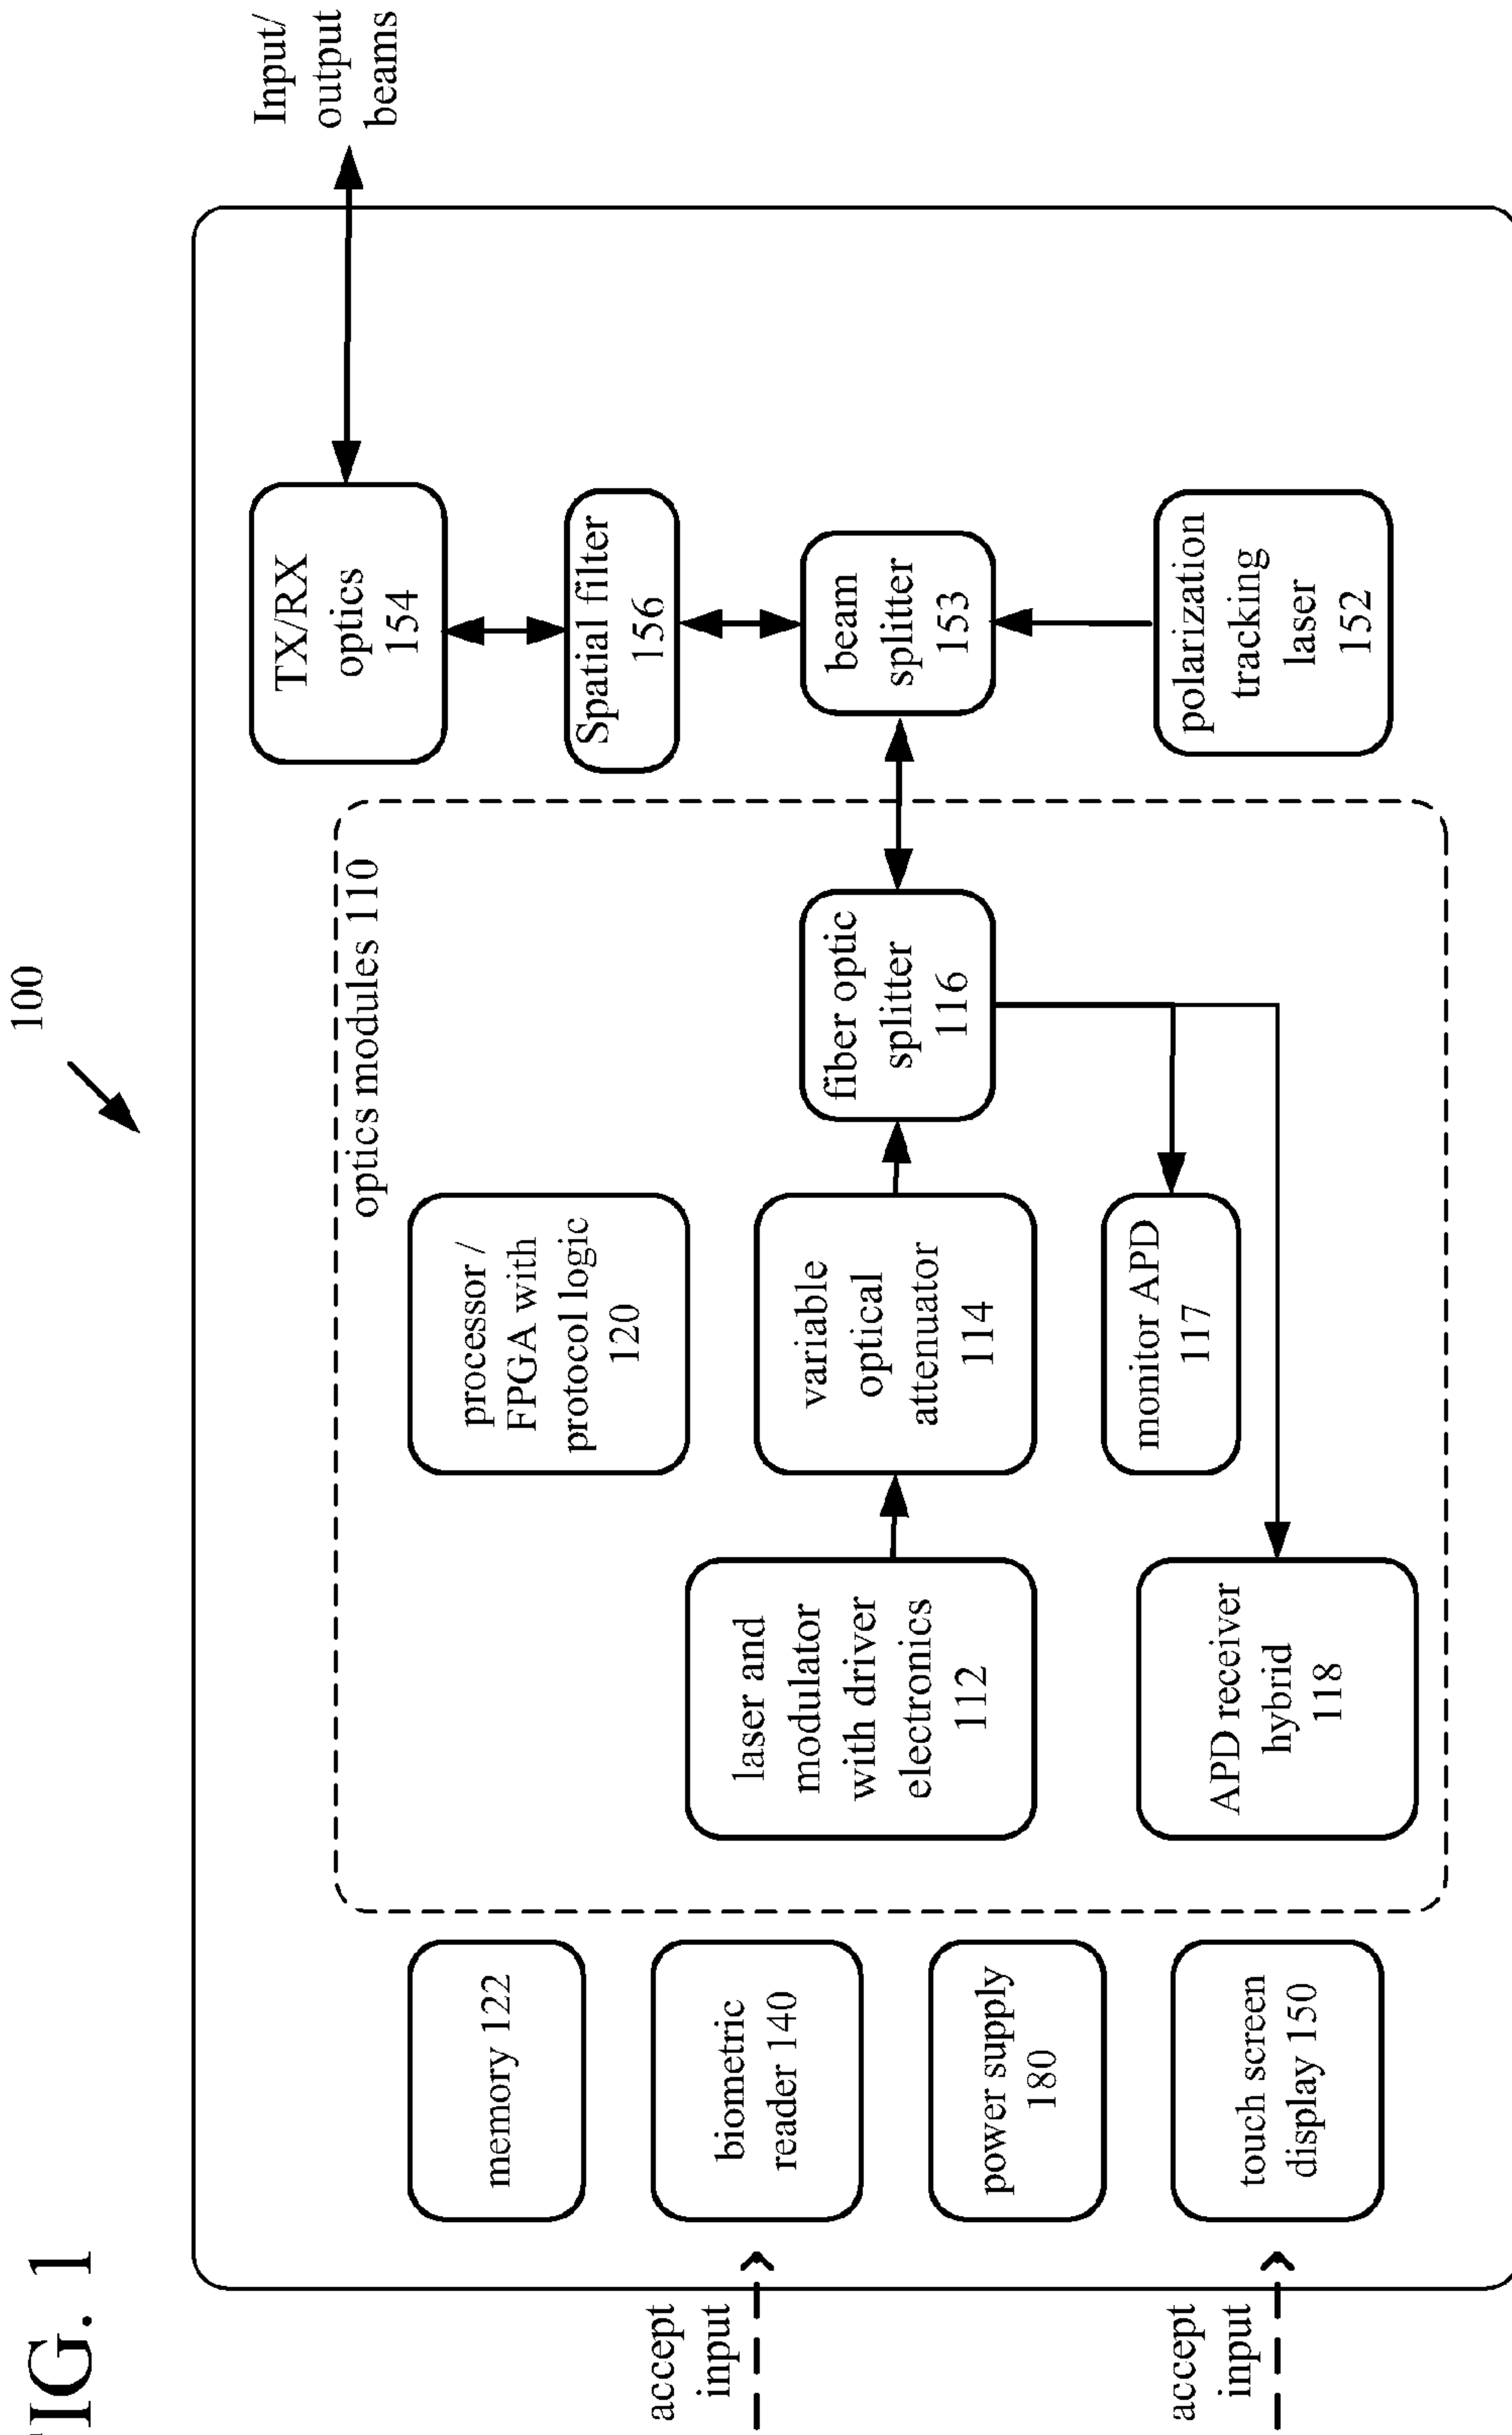 FIG. 1
100
Input/
output
beams
TX/RX
optics
154
optics modules 110
memory 122
processor /
FPGA with
protocol logic
120
Spatial filter
156
accept
input
biometric
reader 140
laser and
modulator
with driver
electronics
112
variable
optical
attenuator
114
fiber optic
splitter
116
beam
splitter
153
power supply
180
monitor APD
117
accept
input
touch screen
display 150
APD receiver
hybrid
118
polarization
tracking
laser
152